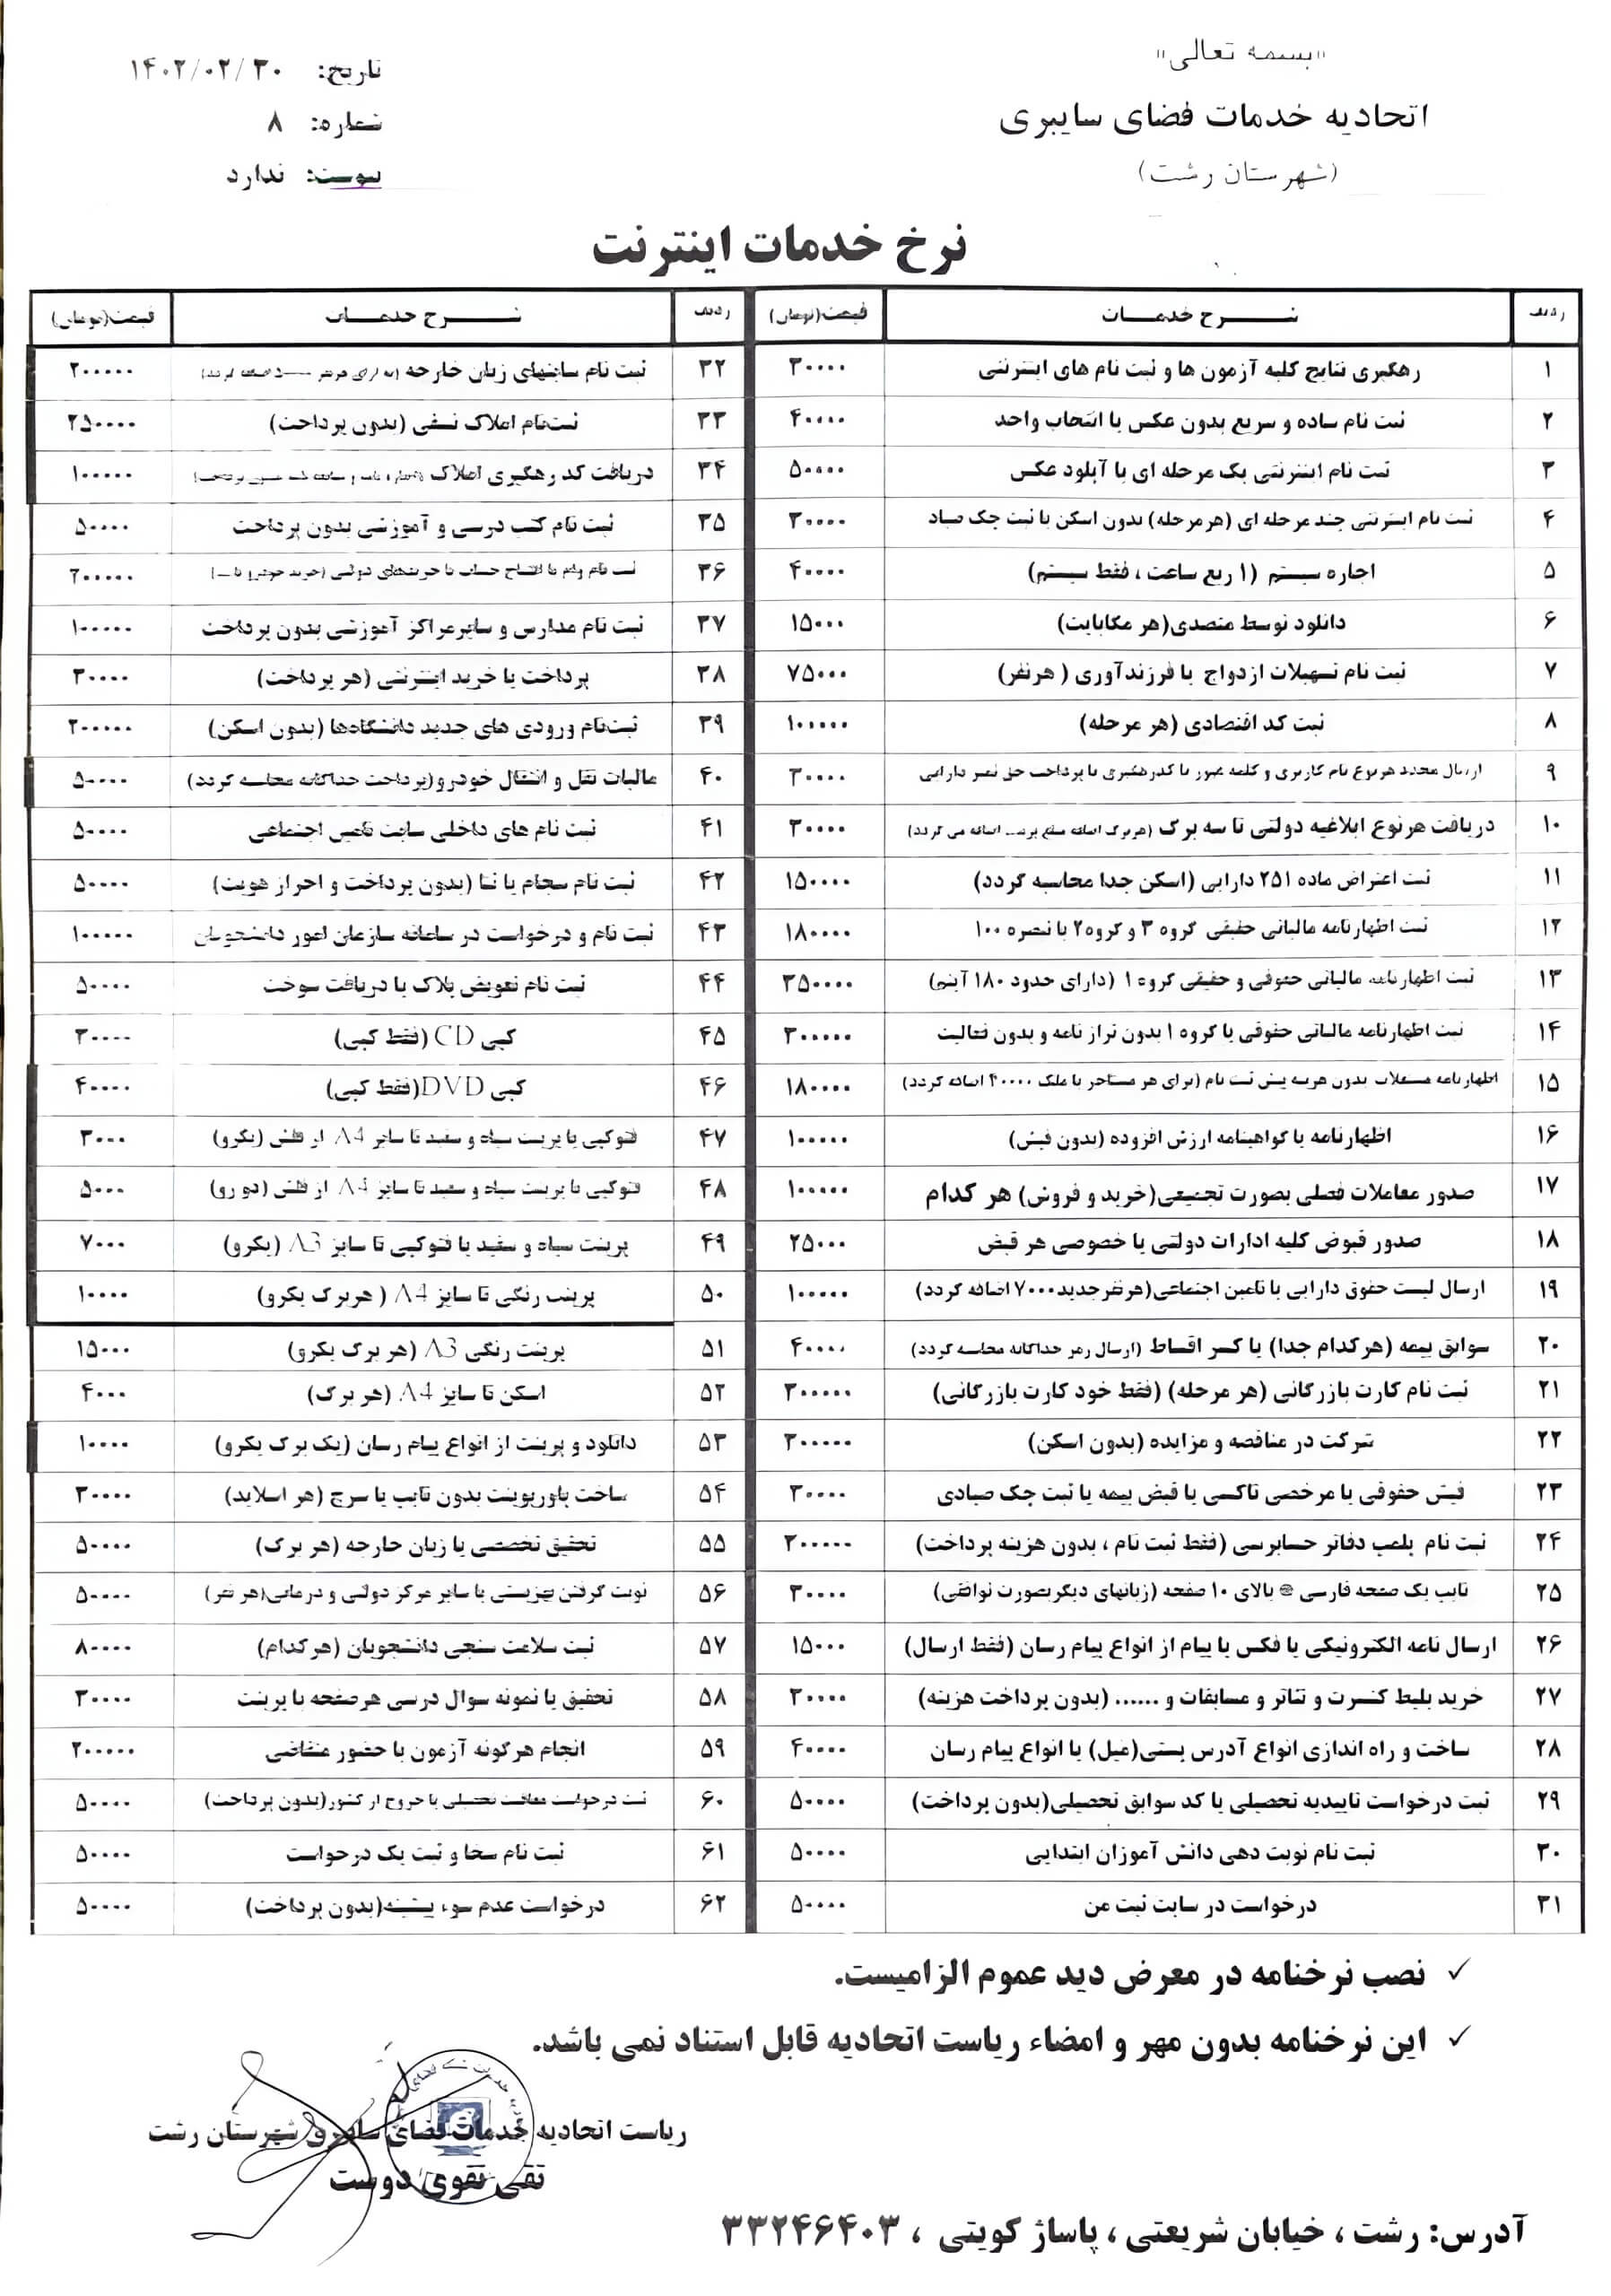 "بسمه تعالی"
اتحادیه خدمات فضای سایبری
(شهرستان رشت)
تاریخ: ۱۴۰۲/۰۲/۳۰
شماره: ۸
پیوست: ندارد
نرخ خدمات اینترنت
ردیف شرح خدمات قیمت(تومان) ردیف شرح خدمات قیمت(تومان)
۱ رهگیری نتایج کلیه آزمون ها و ثبت نام های اینترنتی ۳۰۰۰۰ ۳۲ ثبت نام سایتهای زبان خارجه ۲۰۰۰۰۰
۲ ثبت نام ساده و سریع بدون عکس یا انتخاب واحد ۴۰۰۰۰ ۳۳ ثبت‌نام املاک نسقی (بدون پرداخت) ۲۵۰۰۰۰
۳ ثبت نام اینترنتی یک مرحله ای با آپلود عکس ۵۰۰۰۰ ۳۴ دریافت کد رهگیری املاک ۱۰۰۰۰۰
۴ ثبت نام اینترنتی چند مرحله ای (هرمرحله) بدون اسکن یا ثبت چک صیاد ۳۰۰۰۰ ۳۵ ثبت نام کتب درسی و آموزشی بدون پرداخت ۵۰۰۰۰
۵ اجاره سیستم (۱ ربع ساعت ، فقط سیستم) ۴۰۰۰۰ ۳۶ ثبت نام وام یا افتتاح حساب یا خریدهای دولتی (خرید خودرو یا ...) ۲۰۰۰۰۰
۶ دانلود توسط متصدی(هر مگابایت) ۱۵۰۰۰ ۳۷ ثبت نام مدارس و سایرمراکز آموزشی بدون پرداخت ۱۰۰۰۰۰
۷ ثبت نام تسهیلات ازدواج یا فرزندآوری ( هرنفر) ۷۵۰۰۰ ۳۸ پرداخت یا خرید اینترنتی (هر پرداخت) ۳۰۰۰۰
۸ ثبت کد اقتصادی (هر مرحله) ۱۰۰۰۰۰ ۳۹ ثبت‌نام ورودی های جدید دانشگاه‌ها (بدون اسکن) ۲۰۰۰۰۰
۹ ارسال مجدد هرنوع نام کاربری و کلمه عبور یا کدرهگیری یا پرداخت حق تمبر دارایی ۳۰۰۰۰ ۴۰ مالیات نقل و انتقال خودرو(پرداخت جداگانه محاسبه گردد) ۵۰۰۰۰
۱۰ دریافت هرنوع ابلاغیه دولتی تا سه برگ (هربرگ اضافه مبلغ پرینت اضافه می گردد) ۳۰۰۰۰ ۴۱ ثبت نام های داخلی سایت تامین اجتماعی ۵۰۰۰۰
۱۱ ثبت اعتراض ماده ۲۵۱ دارایی (اسکن جدا محاسبه گردد) ۱۵۰۰۰۰ ۴۲ ثبت نام سجام یا ثنا (بدون پرداخت و احراز هویت) ۵۰۰۰۰
۱۲ ثبت اظهارنامه مالیاتی حقیقی گروه ۳ و گروه۲ یا تبصره ۱۰۰ ۱۸۰۰۰۰ ۴۳ ثبت نام و درخواست در سامانه سازمان امور دانشجویان ۱۰۰۰۰۰
۱۳ ثبت اظهارنامه مالیاتی حقوقی و حقیقی گروه ۱ (دارای حدود ۱۸۰ آیتم) ۳۵۰۰۰۰ ۴۴ ثبت نام تعویض پلاک یا دریافت سوخت ۵۰۰۰۰
۱۴ ثبت اظهارنامه مالیاتی حقوقی یا گروه ۱ بدون تراز نامه و بدون فعالیت ۲۰۰۰۰۰ ۴۵ کپی CD (فقط کپی) ۳۰۰۰۰
۱۵ اظهارنامه مستغلات بدون هزینه پیش ثبت نام (برای هر مستاجر یا ملک ۴۰۰۰۰ اضافه گردد) ۱۸۰۰۰۰ ۴۶ کپی DVD(فقط کپی) ۴۰۰۰۰
۱۶ اظهارنامه یا گواهینامه ارزش افزوده (بدون فیش) ۱۰۰۰۰۰ ۴۷ فتوکپی یا پرینت سیاه و سفید تا سایز A4 از فلش (یکرو) ۳۰۰۰
۱۷ صدور معاملات فصلی بصورت تجمیعی(خرید و فروش) هر کدام ۱۰۰۰۰۰ ۴۸ فتوکپی یا پرینت سیاه و سفید تا سایز A4 از فلش (دو رو) ۵۰۰۰
۱۸ صدور قبوض کلیه ادارات دولتی یا خصوصی هر قبض ۲۵۰۰۰ ۴۹ پرینت سیاه و سفید یا فتوکپی تا سایز A3 (یکرو) ۷۰۰۰
۱۹ ارسال لیست حقوق دارایی یا تامین اجتماعی(هرنفرجدید۷۰۰۰ اضافه گردد) ۱۰۰۰۰۰ ۵۰ پرینت رنگی تا سایز A4 ( هربرگ یکرو) ۱۰۰۰۰
۲۰ سوابق بیمه (هرکدام جدا) یا کسر اقساط (ارسال رمز جداگانه محاسبه گردد) ۴۰۰۰۰ ۵۱ پرینت رنگی A3 (هر برگ یکرو) ۱۵۰۰۰
۲۱ ثبت نام کارت بازرگانی (هر مرحله) (فقط خود کارت بازرگانی) ۳۰۰۰۰۰ ۵۲ اسکن تا سایز A4 (هر برگ) ۴۰۰۰
۲۲ شرکت در مناقصه و مزایده (بدون اسکن) ۳۰۰۰۰۰ ۵۳ دانلود و پرینت از انواع پیام رسان (یک برگ یکرو) ۱۰۰۰۰
۲۳ فیش حقوقی یا مرخصی تاکسی یا قبض بیمه یا ثبت چک صیادی ۳۰۰۰۰ ۵۴ ساخت پاورپوینت بدون تایپ یا سرچ (هر اسلاید) ۳۰۰۰۰
۲۴ ثبت نام پلمب دفاتر حسابرسی (فقط ثبت نام ، بدون هزینه پرداخت) ۲۰۰۰۰۰ ۵۵ تحقیق تخصصی یا زبان خارجه (هر برگ) ۵۰۰۰۰
۲۵ تایپ یک صفحه فارسی بالای ۱۰ صفحه (زبانهای دیگربصورت توافقی) ۳۰۰۰۰ ۵۶ نوبت گرفتن بهزیستی یا سایر مرکز دولتی و درمانی(هر نفر) ۵۰۰۰۰
۲۶ ارسال نامه الکترونیکی یا فکس یا پیام از انواع پیام رسان (فقط ارسال) ۱۵۰۰۰ ۵۷ ثبت سلامت سنجی دانشجویان (هرکدام) ۸۰۰۰۰
۲۷ خرید بلیط کنسرت و تئاتر و مسابقات و ...... (بدون پرداخت هزینه) ۳۰۰۰۰ ۵۸ تحقیق یا نمونه سوال درسی هرصفحه با پرینت ۳۰۰۰۰
۲۸ ساخت و راه اندازی انواع آدرس پستی(میل) یا انواع پیام رسان ۴۰۰۰۰ ۵۹ انجام هرگونه آزمون با حضور متقاضی ۲۰۰۰۰۰
۲۹ ثبت درخواست تاییدیه تحصیلی یا کد سوابق تحصیلی(بدون پرداخت) ۵۰۰۰۰ ۶۰ ثبت درخواست معافیت تحصیلی یا خروج از کشور(بدون پرداخت) ۵۰۰۰۰
۳۰ ثبت نام نوبت دهی دانش آموزان ابتدایی ۵۰۰۰۰ ۶۱ ثبت نام سخا و ثبت یک درخواست ۵۰۰۰۰
۳۱ درخواست در سایت ثبت من ۵۰۰۰۰ ۶۲ درخواست عدم سوء پیشینه(بدون پرداخت) ۵۰۰۰۰
✓ نصب نرخنامه در معرض دید عموم الزامیست.
✓ این نرخنامه بدون مهر و امضاء ریاست اتحادیه قابل استناد نمی باشد.
ریاست اتحادیه خدمات فضای سایبری شهرستان رشت
تقی تقوی دوست
آدرس: رشت ، خیابان شریعتی ، پاساژ کویتی ، ۳۳۲۴۶۴۰۳